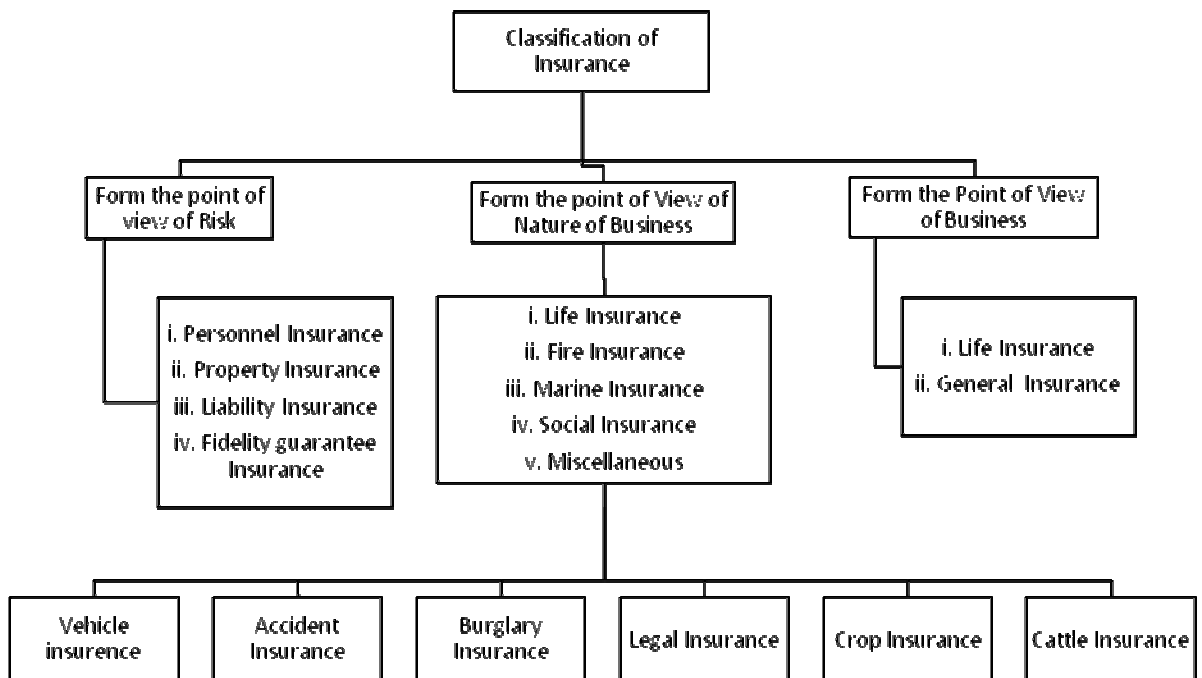 Classification of
Insurance
Form the point of
view of Risk
Form the point of View of
Nature of Business
Form the Point of View
of Business
i. Personnel Insurance
ii. Property Insurance
iii. Liability Insurance
iv. Fidelity guarantee
Insurance
i. Life Insurance
ii. Fire Insurance
iii. Marine Insurance
iv. Social Insurance
v. Miscellaneous
i. Life Insurance
ii. General Insurance
Vehicle
insurence
Accident
Insurance
Burglary
Insurance
Legal Insurance
Crop Insurance
Cattle Insurance